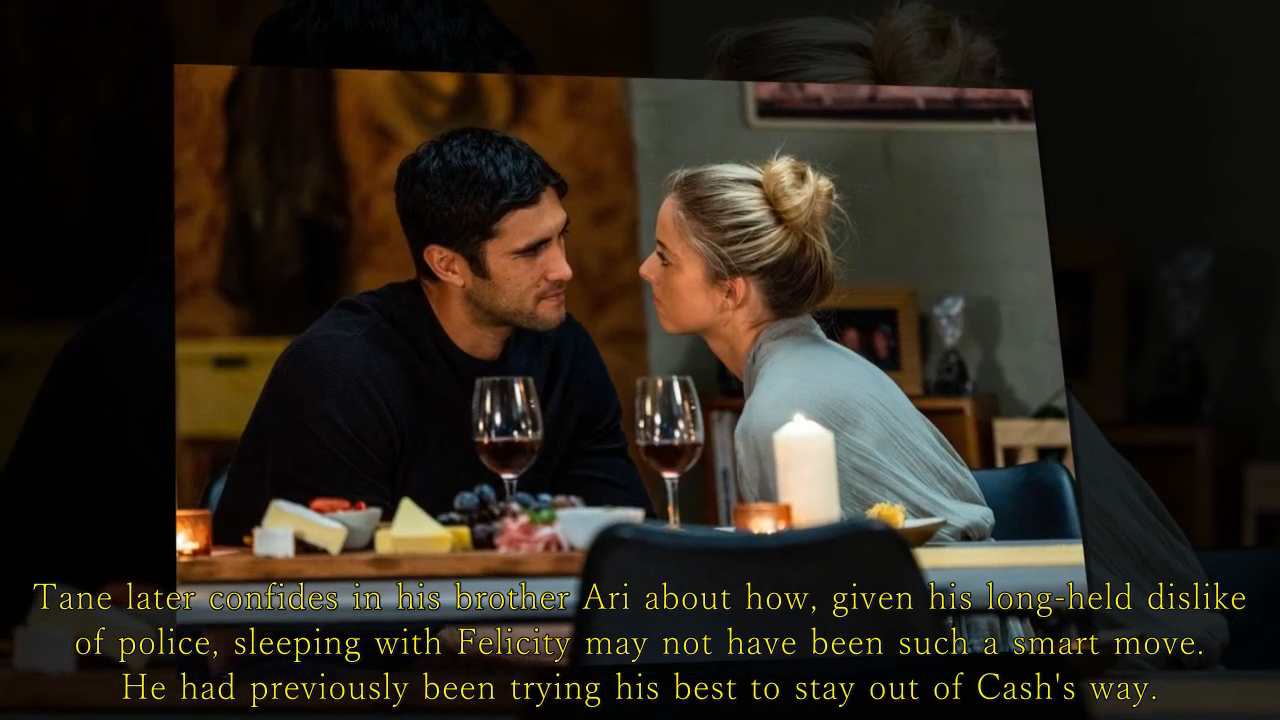 Tane later confides in his brother Ari about how, given his long-held dislike
of police, sleeping with Felicity may not have been such a smart move.
He had previously been trying his best to stay out of Cash's way.